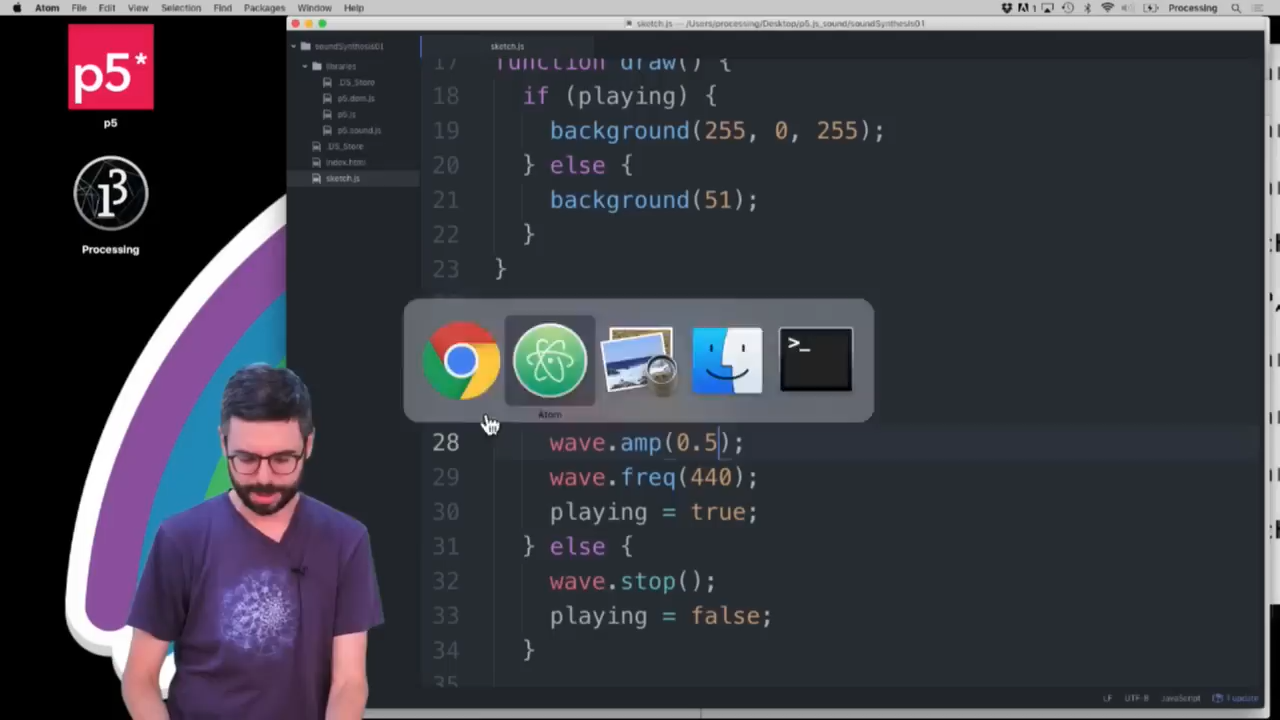 Atom File Edit View Selection Find Packages Window Help Processing
sketch.js — /Users/processing/Desktop/p5.js_sound/soundSynthesis01
soundSynthesis01 sketch.js
libraries
.DS_Store
p5.dom.js
p5.js
p5.sound.js
.DS_Store
index.html
sketch.js
p5*
p5
Processing
17 function draw() {
18 if (playing) {
19 background(255, 0, 255);
20 } else {
21 background(51);
22 }
23 }
>_
Atom
28 wave.amp(0.5);
29 wave.freq(440);
30 playing = true;
31 } else {
32 wave.stop();
33 playing = false;
34 }
35
LF UTF-8 JavaScript 1 update